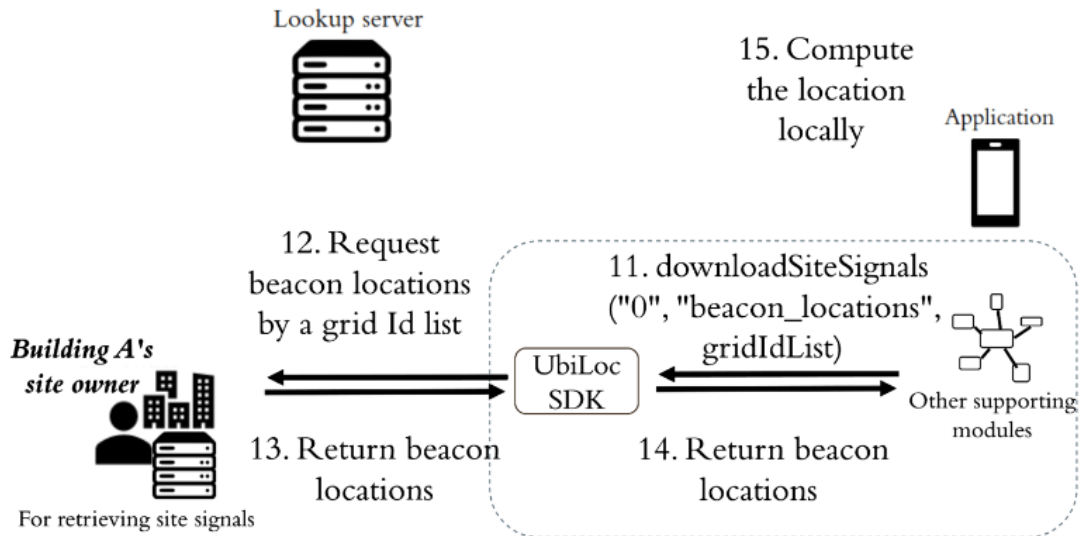 Lookup server
15. Compute
the location
locally
Application
12. Request
beacon locations
by a grid Id list
11. downloadSiteSignals
("0", "beacon_locations",
gridIdList)
Building A's
site owner
UbiLoc
SDK
Other supporting
modules
13. Return beacon
locations
14. Return beacon
locations
For retrieving site signals